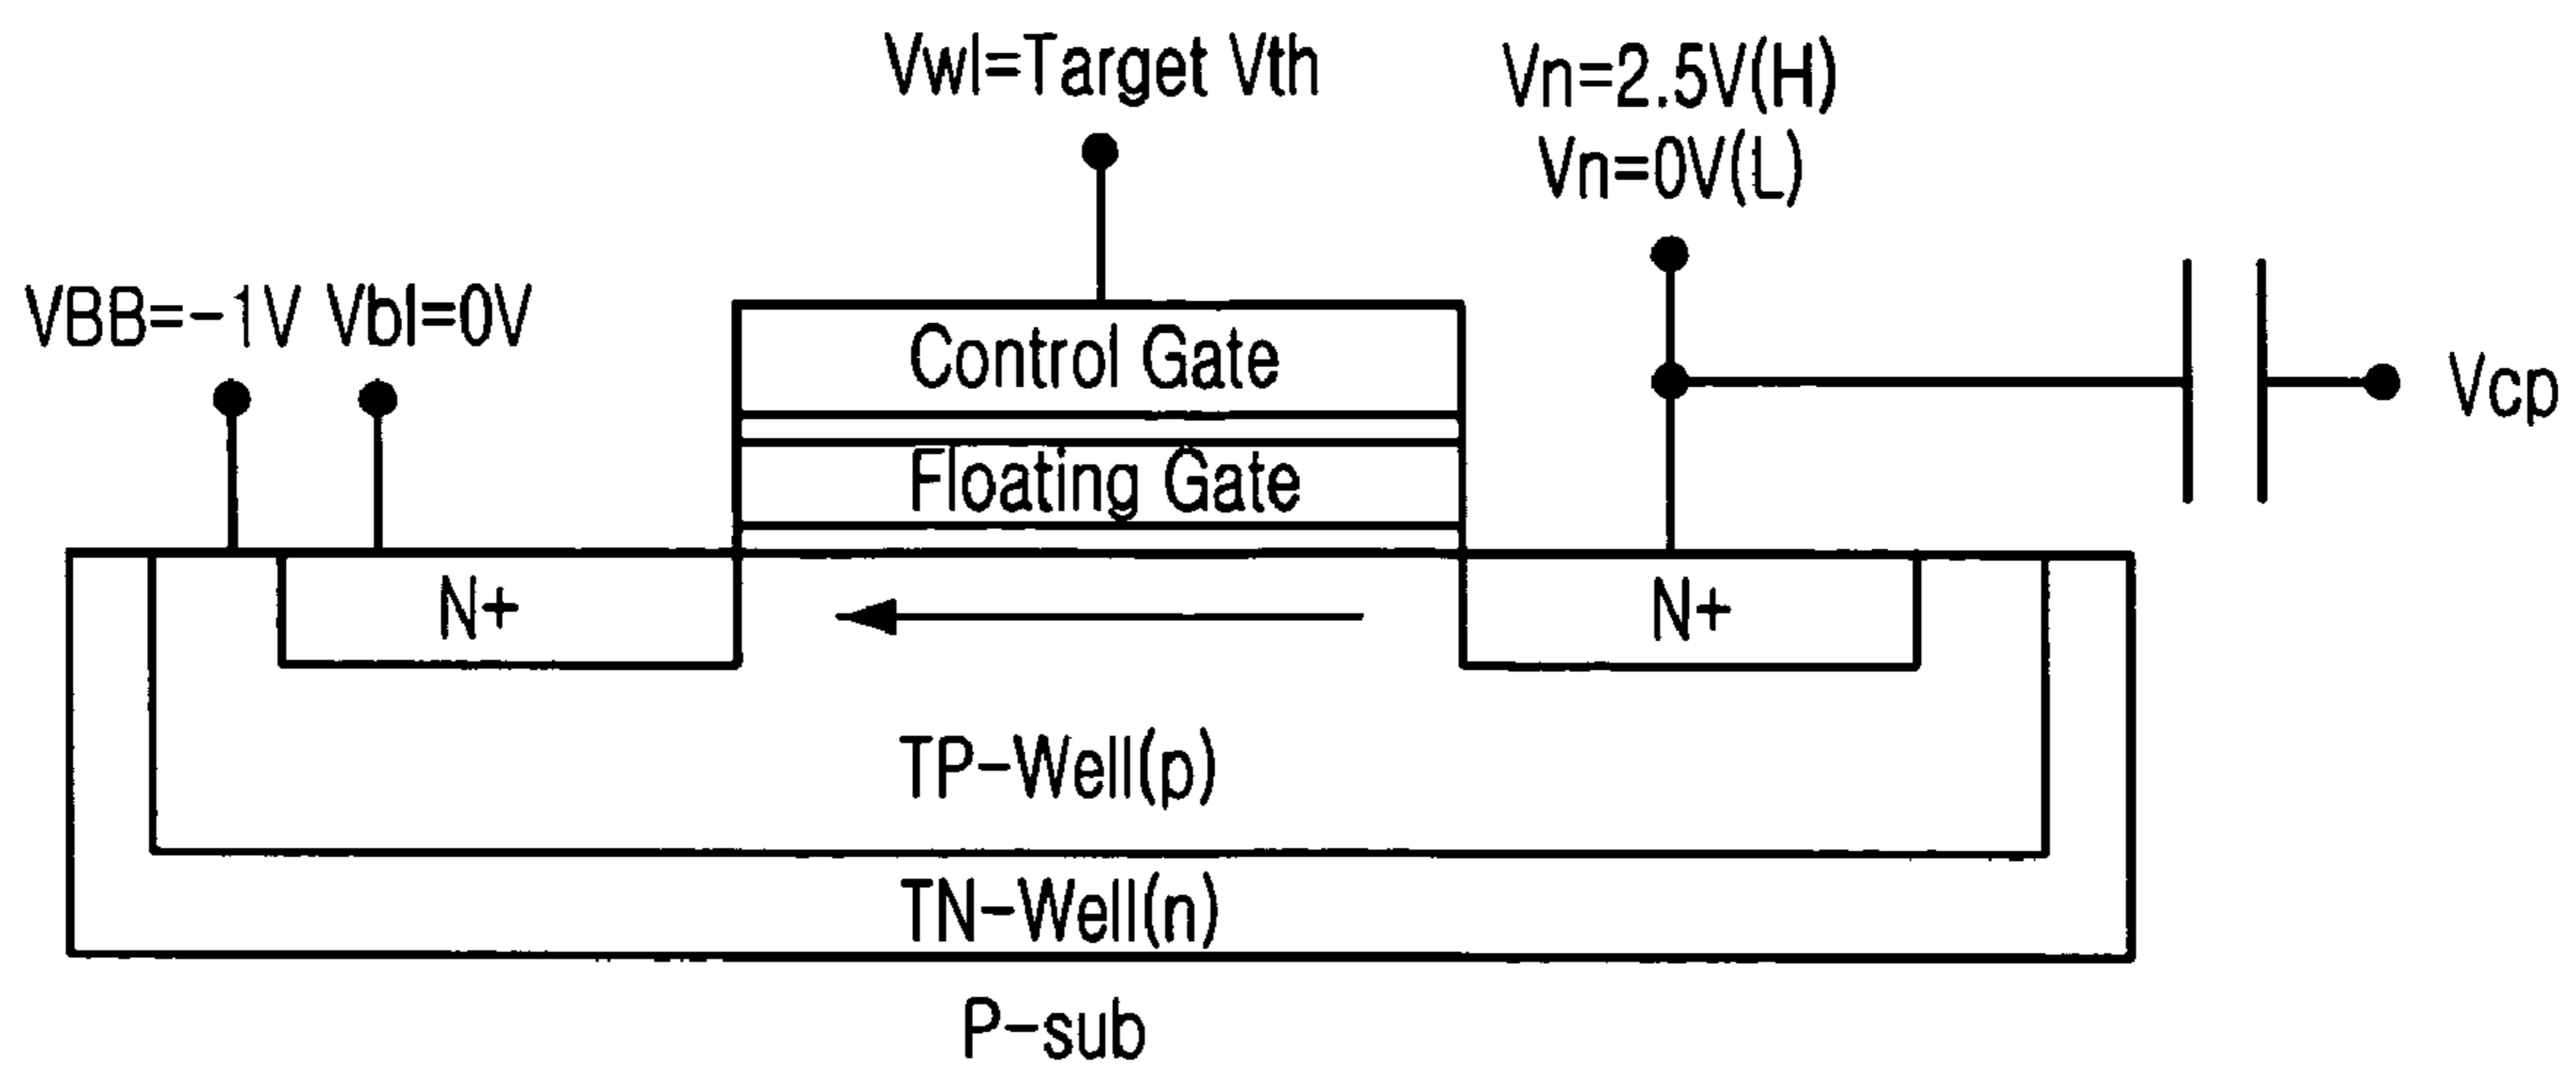 Vwl=Target Vth
Vn=2.5V(H)
Vn=0V(L)
VBB=-1V Vbl=0V
Control Gate
Vcp
Floating Gate
N+
N+
TP-Well(p)
TN-Well(n)
P-sub